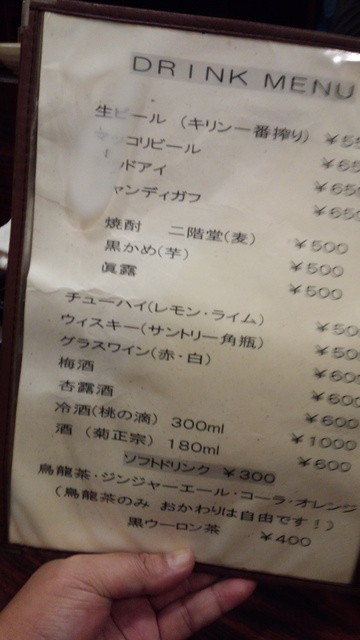 DRINK MENU
生ビール (キリン一番搾り)
コリビール
ドアイ
ャンディガフ
焼酎 二階堂(麦) ¥500
黒かめ(芋) ¥500
眞露 ¥500
チューハイ(レモン・ライム)
ウィスキー(サントリー角瓶)
グラスワイン(赤・白)
梅酒
杏露酒 ¥600
冷酒(桃の滴) 300ml ¥1000
酒 (菊正宗) 180ml ¥600
ソフトドリンク ¥300
烏龍茶・ジンジャーエール・コーラ・オレンジ
(烏龍茶のみ おかわりは自由です!)
黒ウーロン茶 ¥400